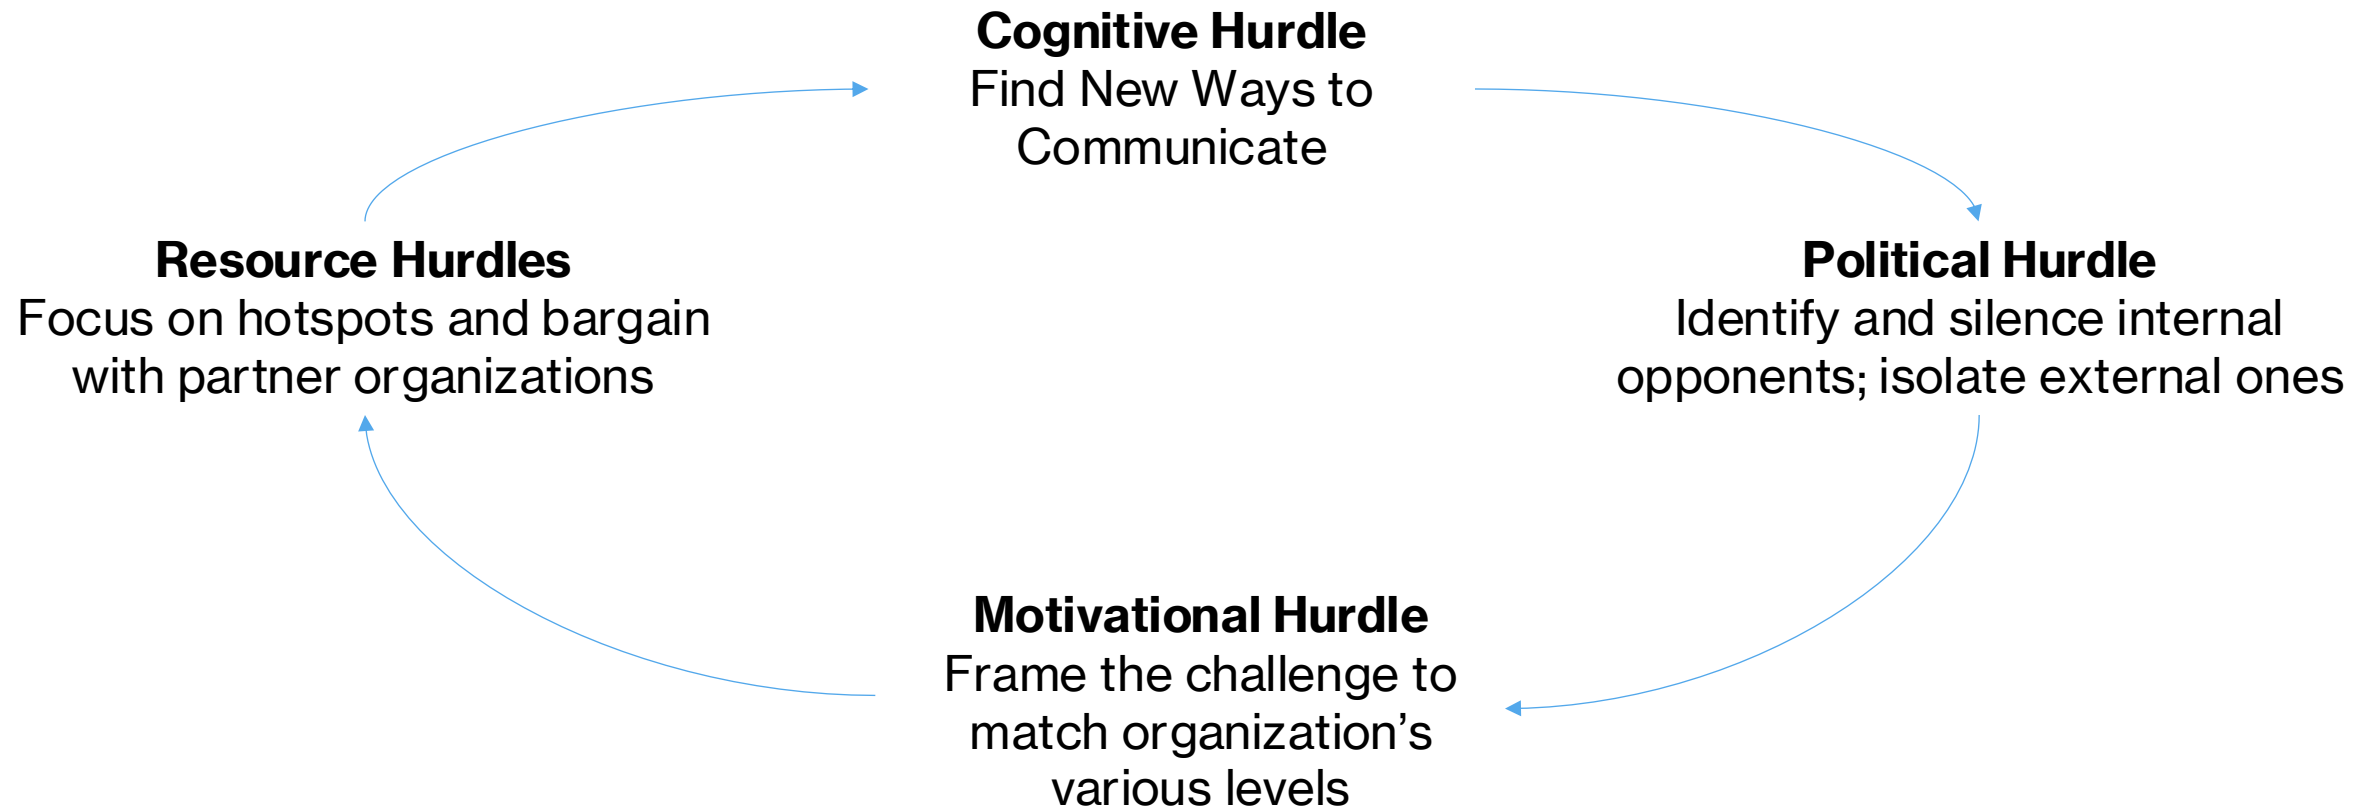 Cognitive Hurdle
Find New Ways to
Communicate
Resource Hurdles
Focus on hotspots and bargain
with partner organizations
Political Hurdle
Identify and silence internal
opponents; isolate external ones
Motivational Hurdle
Frame the challenge to
match organization’s
various levels